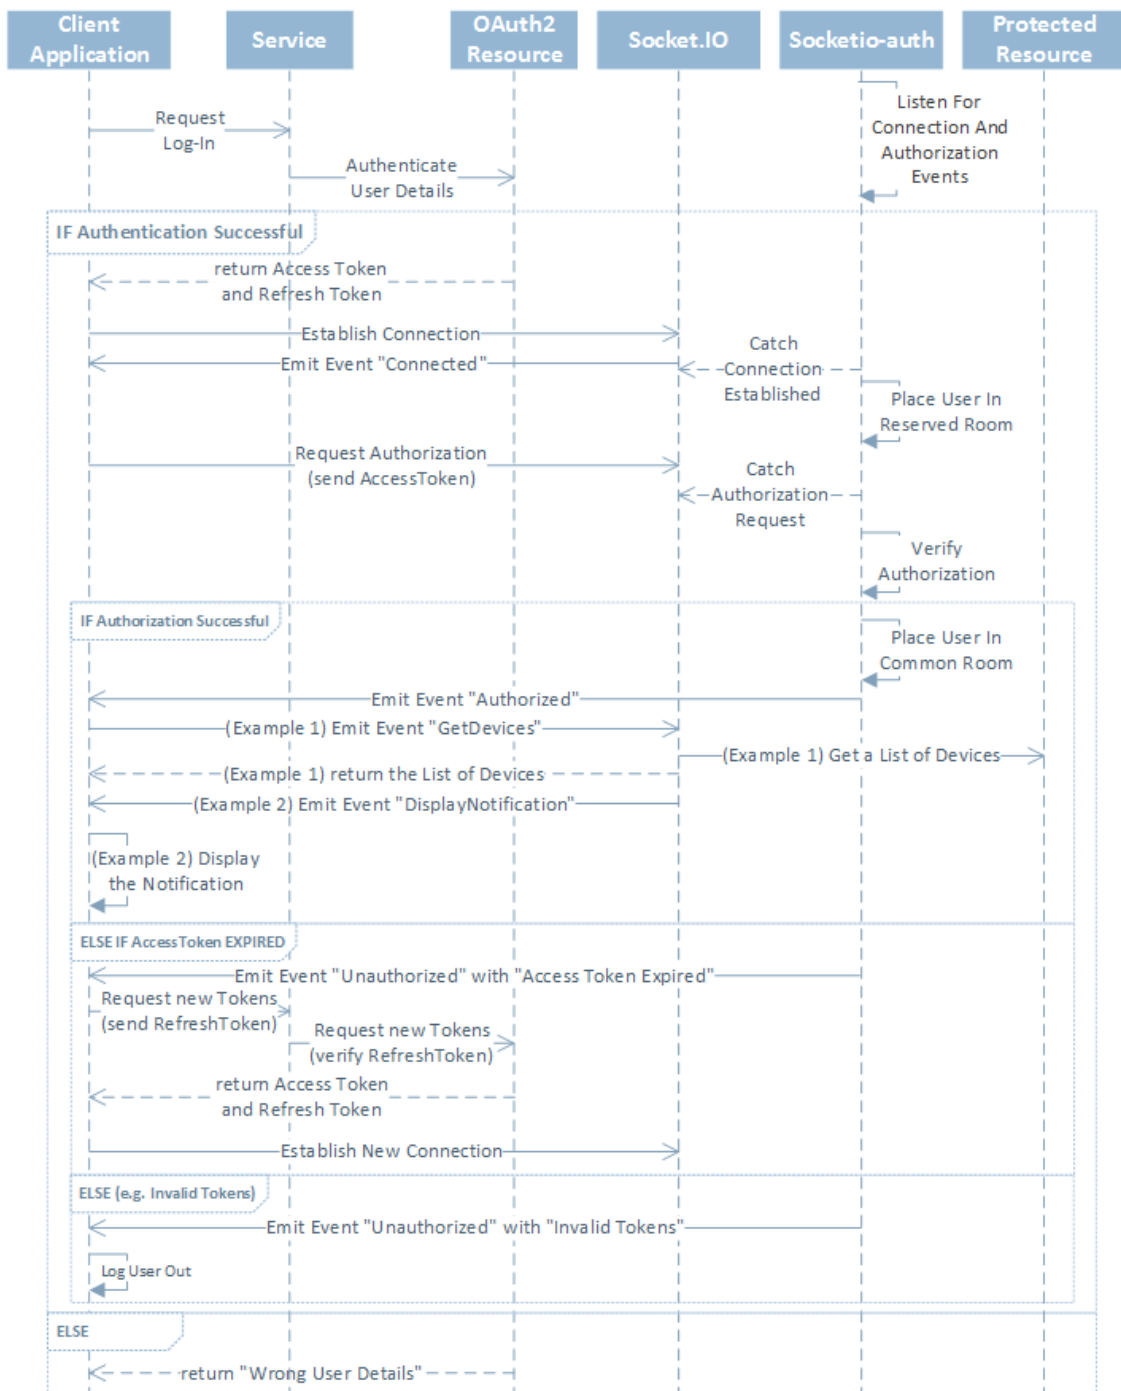 Client
Application
Service
OAuth2
Resource
Socket.IO
Socketio-auth
Protected
Resource
Listen For
Connection And
Authorization
Events
Request
Log-In
Authenticate
User Details
IF Authentication Successful
return Access Token
and Refresh Token
Establish Connection
Emit Event "Connected"
Catch
Connection
Established
Place User In
Reserved Room
Request Authorization
(send AccessToken)
Catch
Authorization
Request
Verify
Authorization
IF Authorization Successful
Place User In
Common Room
Emit Event "Authorized"
(Example 1) Emit Event "GetDevices"
(Example 1) Get a List of Devices
(Example 1) return the List of Devices
(Example 2) Emit Event "DisplayNotification"
(Example 2) Display
the Notification
ELSE IF AccessToken EXPIRED
Emit Event "Unauthorized" with "Access Token Expired"
Request new Tokens
(send RefreshToken)
Request new Tokens
(verify RefreshToken)
return Access Token
and Refresh Token
Establish New Connection
ELSE (e.g. Invalid Tokens)
Emit Event "Unauthorized" with "Invalid Tokens"
Log User Out
ELSE
return "Wrong User Details"